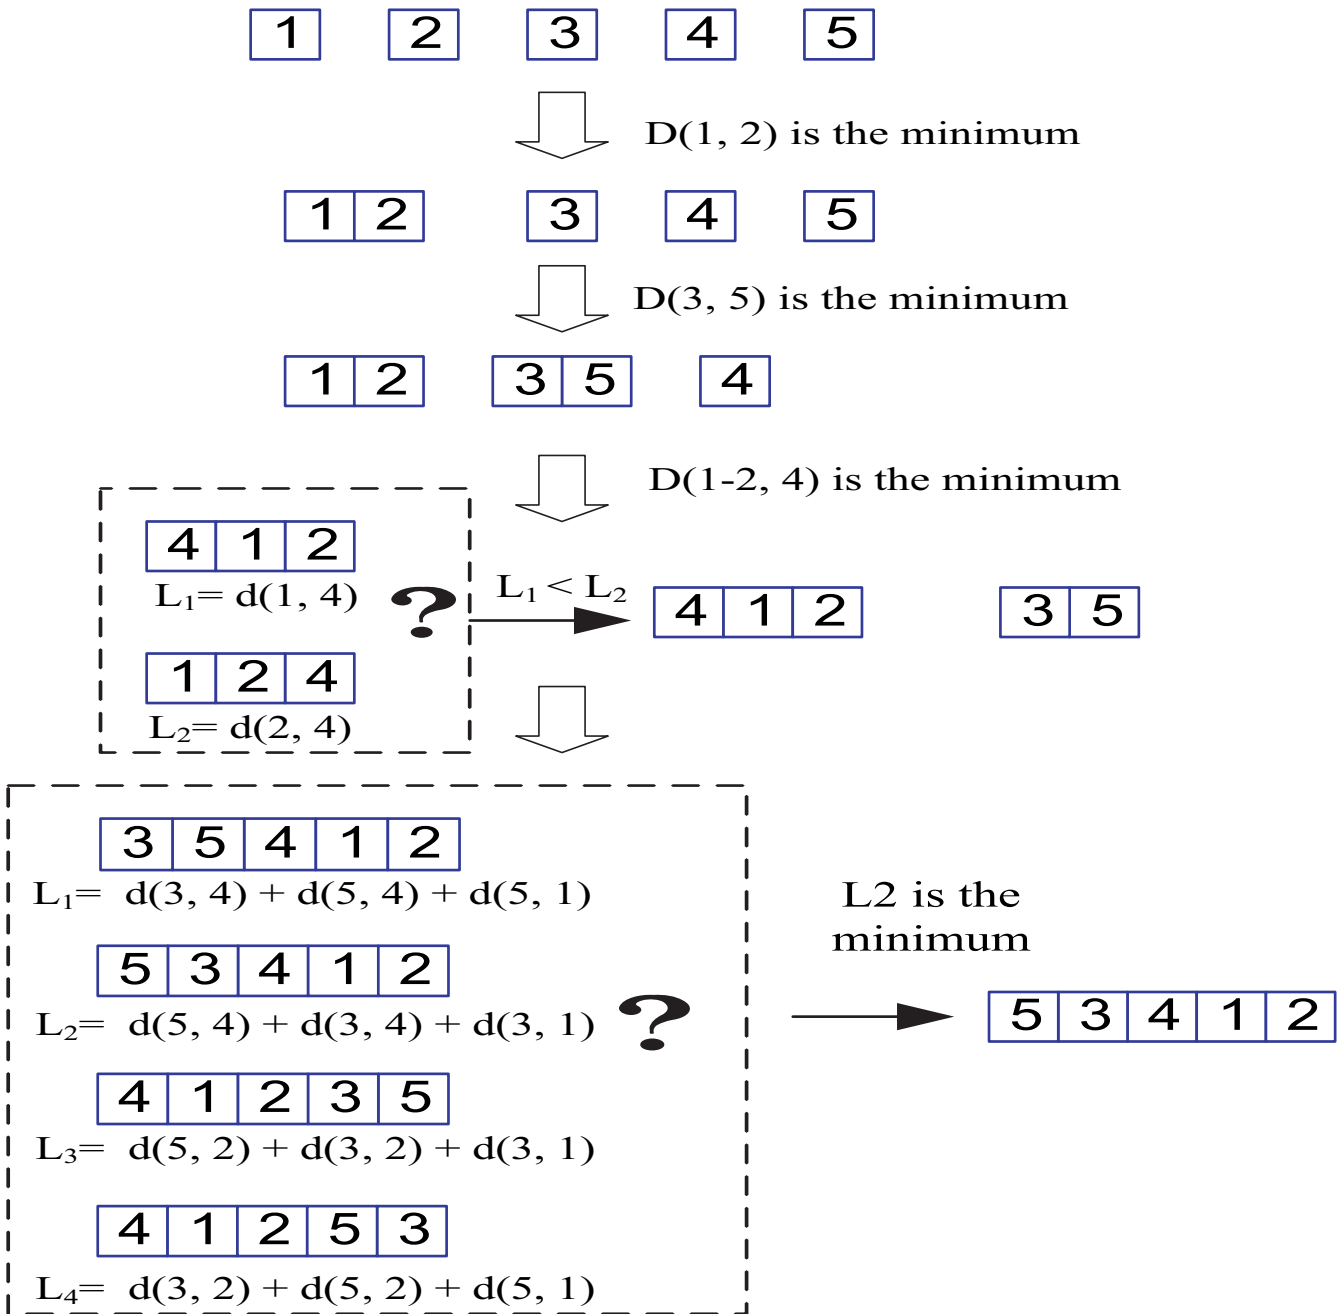 1 2 3 4 5
D(1, 2) is the minimum
1 2 3 4 5
D(3, 5) is the minimum
1 2 3 5 4
D(1-2, 4) is the minimum
4 1 2
L₁= d(1, 4)
?
1 2 4
L₂= d(2, 4)
L₁ < L₂
4 1 2 3 5
3 5 4 1 2
L₁= d(3, 4) + d(5, 4) + d(5, 1)
5 3 4 1 2
L₂= d(5, 4) + d(3, 4) + d(3, 1)
?
4 1 2 3 5
L₃= d(5, 2) + d(3, 2) + d(3, 1)
4 1 2 5 3
L₄= d(3, 2) + d(5, 2) + d(5, 1)
L2 is the
minimum
5 3 4 1 2